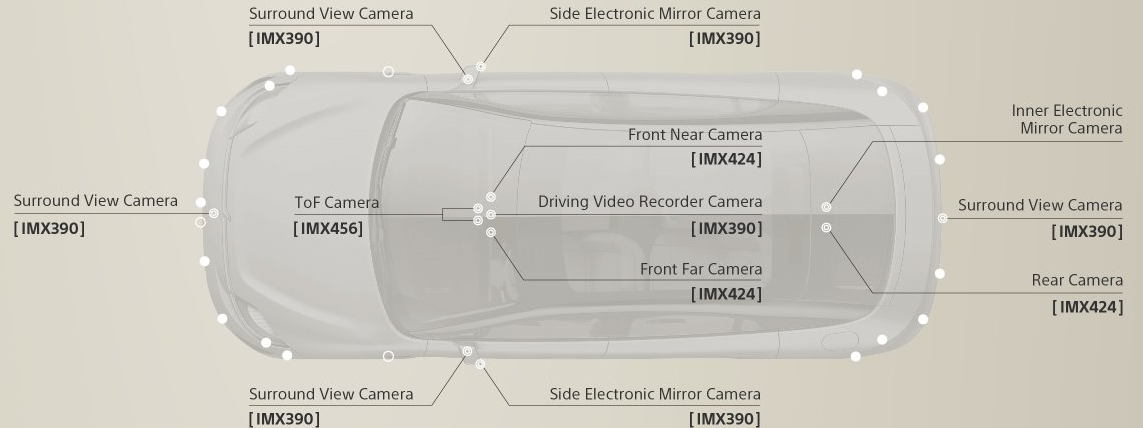 Surround View Camera
[IMX390]
Side Electronic Mirror Camera
[IMX390]
Inner Electronic
Mirror Camera
Front Near Camera
[IMX424]
Surround View Camera
[IMX390]
ToF Camera
[IMX456]
Driving Video Recorder Camera
[IMX390]
Surround View Camera
[IMX390]
Front Far Camera
[IMX424]
Rear Camera
[IMX424]
Surround View Camera
[IMX390]
Side Electronic Mirror Camera
[IMX390]